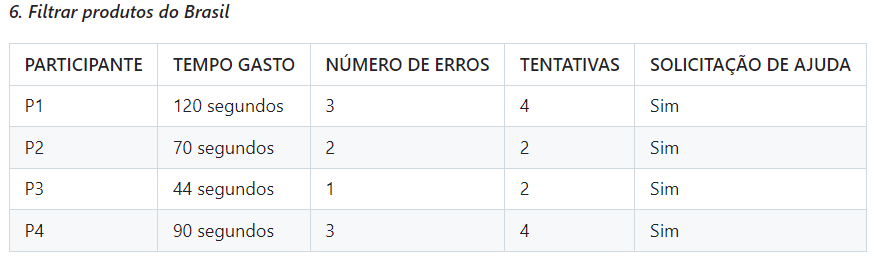 6. Filtrar produtos do Brasil
PARTICIPANTE TEMPO GASTO NÚMERO DE ERROS TENTATIVAS SOLICITAÇÃO DE AJUDA
P1 120 segundos 3 4 Sim
P2 70 segundos 2 2 Sim
P3 44 segundos 1 2 Sim
P4 90 segundos 3 4 Sim